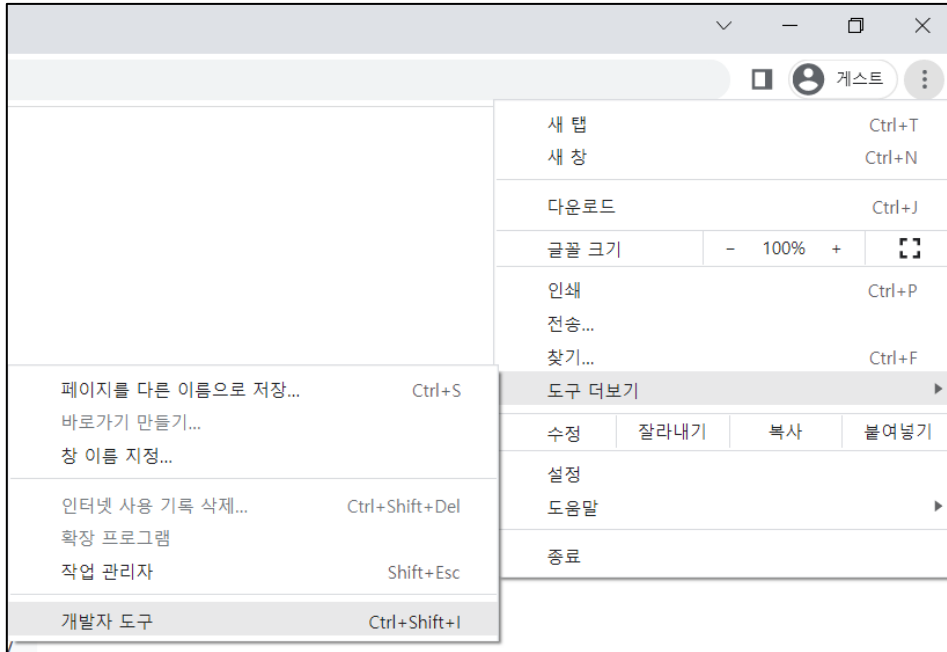 게스트
새 탭 Ctrl+T
새 창 Ctrl+N
다운로드 Ctrl+J
글꼴 크기 - 100% +
인쇄 Ctrl+P
전송...
찾기... Ctrl+F
도구 더보기
수정 잘라내기 복사 붙여넣기
설정
도움말
종료
페이지를 다른 이름으로 저장... Ctrl+S
바로가기 만들기...
창 이름 지정...
인터넷 사용 기록 삭제... Ctrl+Shift+Del
확장 프로그램
작업 관리자 Shift+Esc
개발자 도구 Ctrl+Shift+I